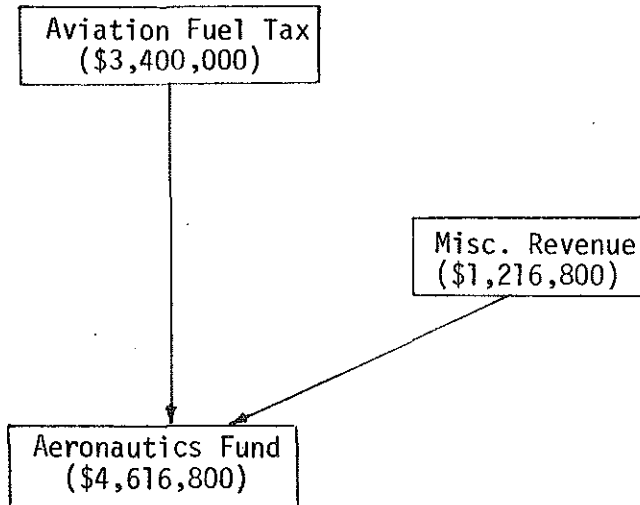 Aviation Fuel Tax
($3,400,000)
Misc. Revenue
($1,216,800)
Aeronautics Fund
($4,616,800)